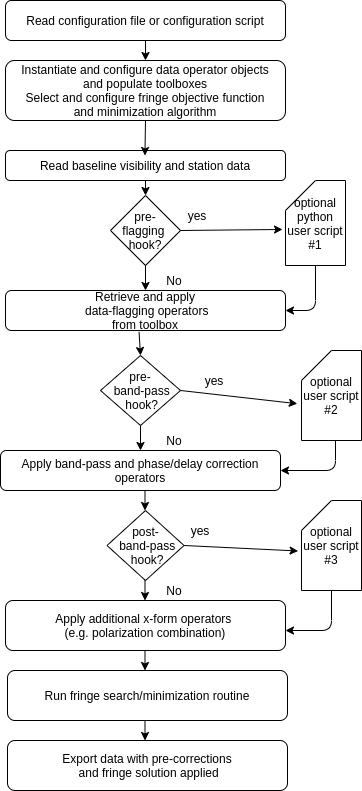 Read configuration file or configuration script
Instantiate and configure data operator objects
and populate toolboxes
Select and configure fringe objective function
and minimization algorithm
Read baseline visibility and station data
pre-
flagging
hook?
yes
optional
python
user script
#1
No
Retrieve and apply
data-flagging operators
from toolbox
pre-
band-pass
hook?
yes
optional
user script
#2
No
Apply band-pass and phase/delay correction
operators
post-
band-pass
hook?
yes
optional
user script
#3
No
Apply additional x-form operators
(e.g. polarization combination)
Run fringe search/minimization routine
Export data with pre-corrections
and fringe solution applied